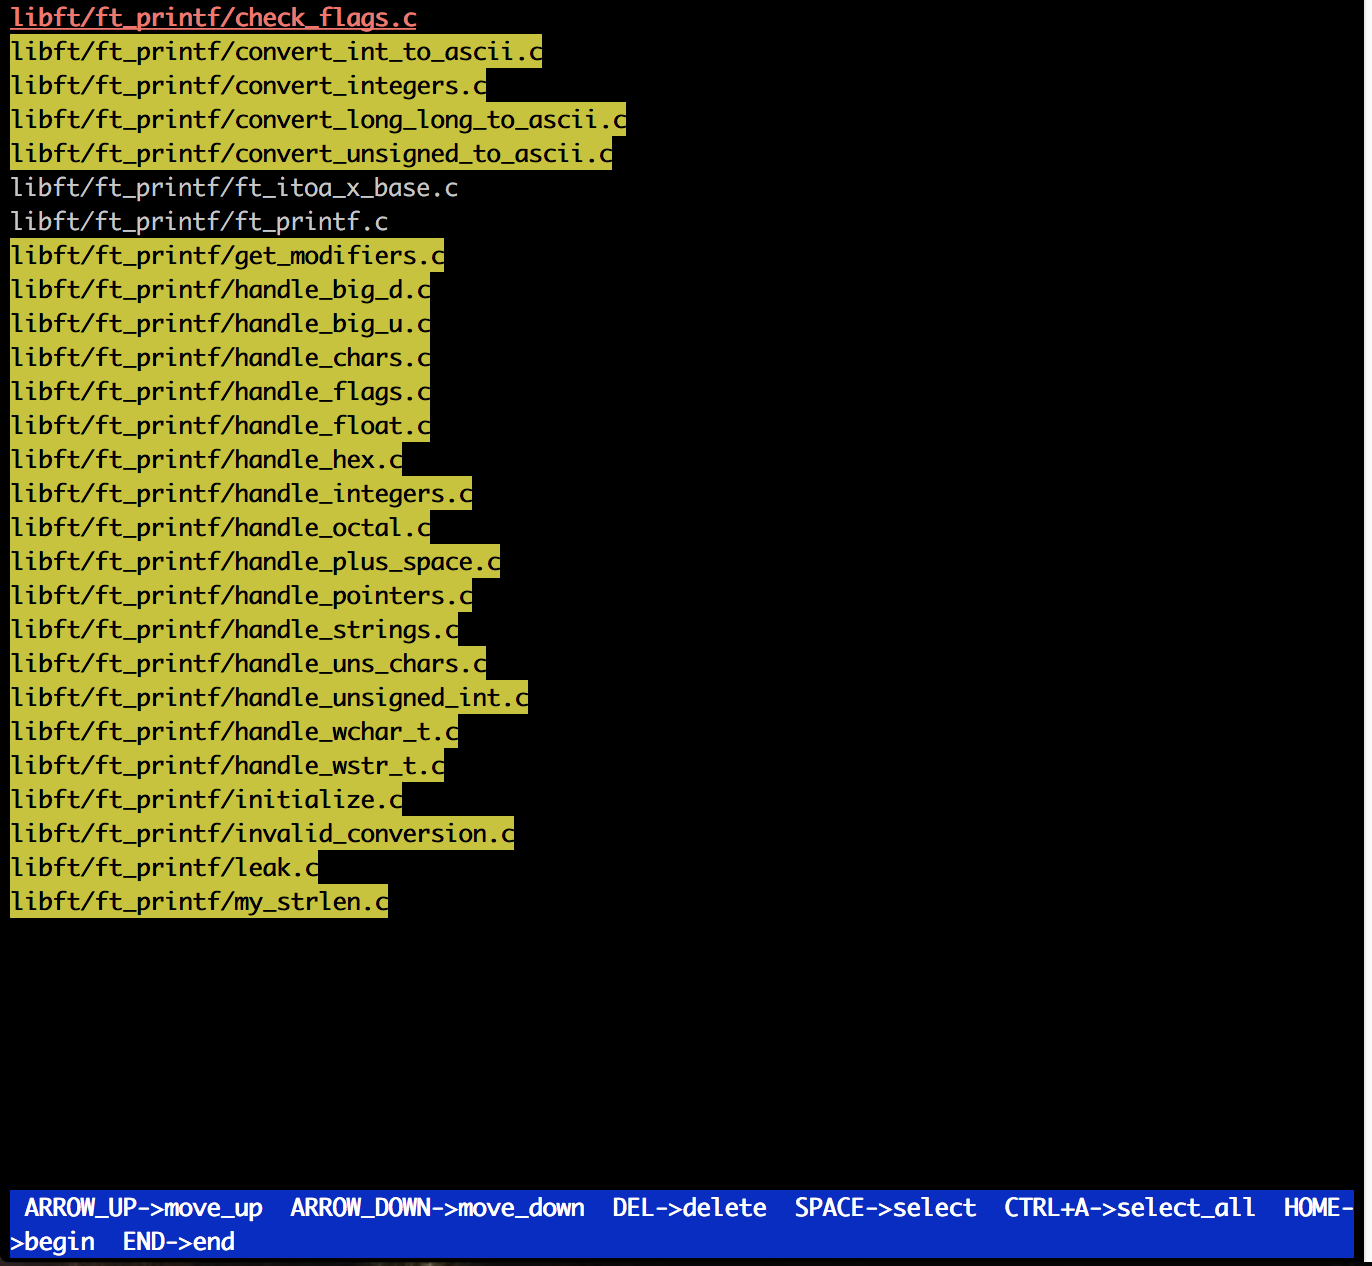 libft/ft_printf/check_flags.c
libft/ft_printf/convert_int_to_ascii.c
libft/ft_printf/convert_integers.c
libft/ft_printf/convert_long_long_to_ascii.c
libft/ft_printf/convert_unsigned_to_ascii.c
libft/ft_printf/ft_itoa_x_base.c
libft/ft_printf/ft_printf.c
libft/ft_printf/get_modifiers.c
libft/ft_printf/handle_big_d.c
libft/ft_printf/handle_big_u.c
libft/ft_printf/handle_chars.c
libft/ft_printf/handle_flags.c
libft/ft_printf/handle_float.c
libft/ft_printf/handle_hex.c
libft/ft_printf/handle_integers.c
libft/ft_printf/handle_octal.c
libft/ft_printf/handle_plus_space.c
libft/ft_printf/handle_pointers.c
libft/ft_printf/handle_strings.c
libft/ft_printf/handle_uns_chars.c
libft/ft_printf/handle_unsigned_int.c
libft/ft_printf/handle_wchar_t.c
libft/ft_printf/handle_wstr_t.c
libft/ft_printf/initialize.c
libft/ft_printf/invalid_conversion.c
libft/ft_printf/leak.c
libft/ft_printf/my_strlen.c
ARROW_UP->move_up  ARROW_DOWN->move_down  DEL->delete  SPACE->select  CTRL+A->select_all  HOME-
>begin  END->end